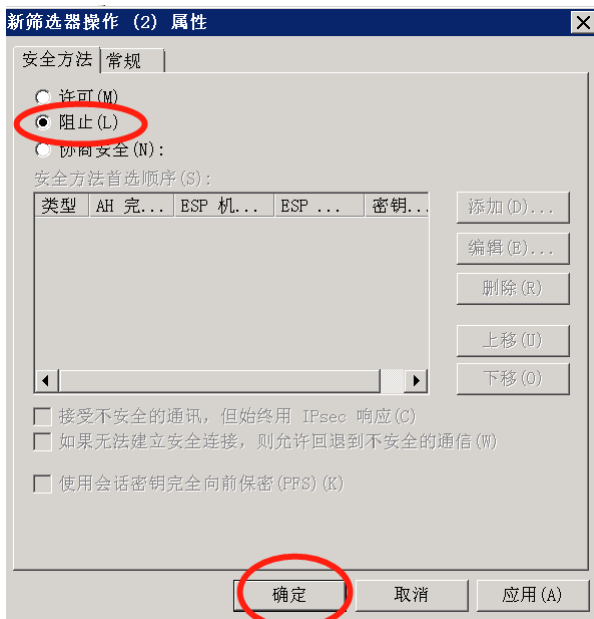 新筛选器操作 (2) 属性
安全方法 常规
许可(M)
阻止(L)
协商安全(N):
安全方法首选顺序(S):
类型 AH 完... ESP 机... ESP ... 密钥...
添加(D)...
编辑(E)...
删除(R)
上移(U)
下移(O)
接受不安全的通讯，但始终用 IPsec 响应(C)
如果无法建立安全连接，则允许回退到不安全的通信(W)
使用会话密钥完全向前保密(PFS)(K)
确定 取消 应用(A)